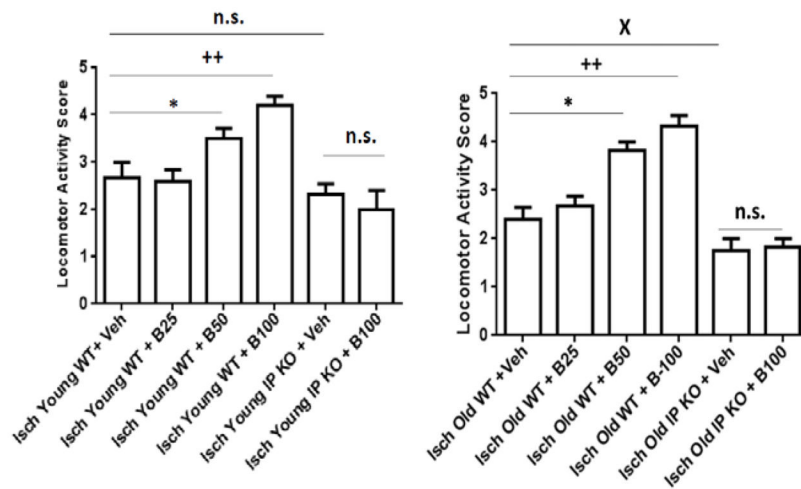 n.s.
++
*
n.s.
Locomotor Activity Score
5
4
3
2
1
0
Isch Young WT+ Veh
Isch Young WT + B25
Isch Young WT + B50
Isch Young WT + B100
Isch Young IP KO + Veh
Isch Young IP KO + B100
X
++
*
n.s.
Locomotor Activity Score
5
4
3
2
1
0
Isch Old WT +Veh
Isch Old WT + B25
Isch Old WT + B50
Isch Old WT + B-100
Isch Old IP KO + Veh
Isch Old IP KO + B100